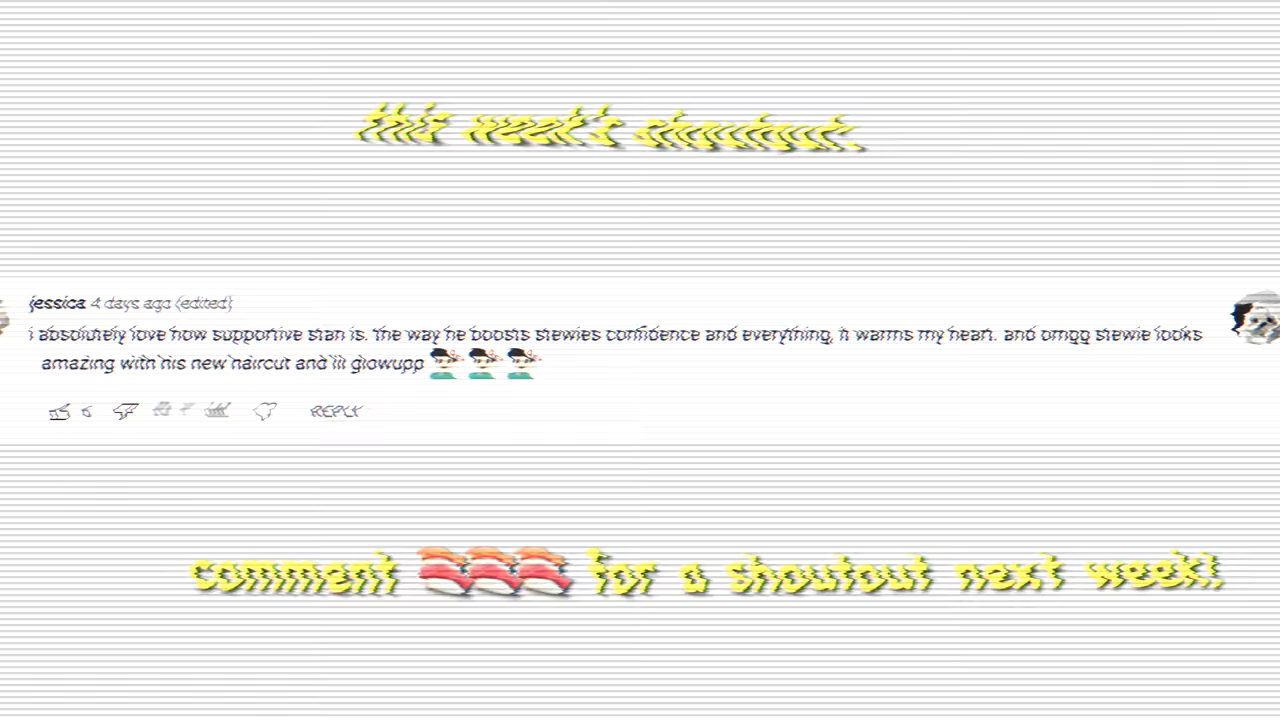 this week's shoutout:
jessica 4 days ago (edited)
i absolutely love how supportive stan is. the way he boosts stewies confidence and everything, it warms my heart. and omgg stewie looks
amazing with his new haircut and lil glowupp 💇🏻💇🏻💇🏻
REPLY
comment 🍣🍣🍣 for a shoutout next week!